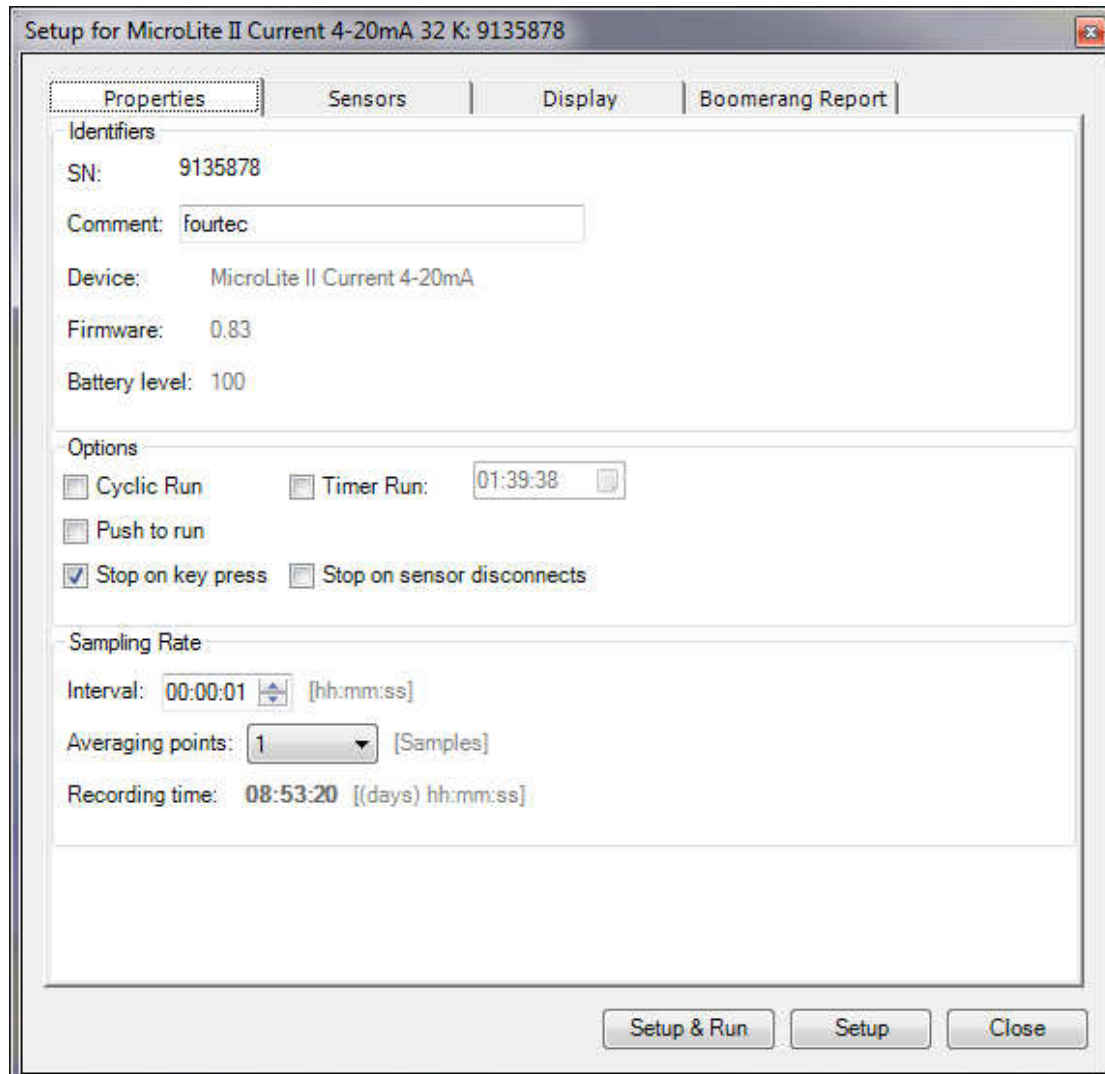 Setup for MicroLite II Current 4-20mA 32 K: 9135878
Properties Sensors Display Boomerang Report
Identifiers
SN: 9135878
Comment: fourtec
Device: MicroLite II Current 4-20mA
Firmware: 0.83
Battery level: 100
Options
Cyclic Run Timer Run: 01:39:38
Push to run
Stop on key press Stop on sensor disconnects
Sampling Rate
Interval: 00:00:01 [hh:mm:ss]
Averaging points: 1 [Samples]
Recording time: 08:53:20 [(days) hh:mm:ss]
Setup & Run Setup Close